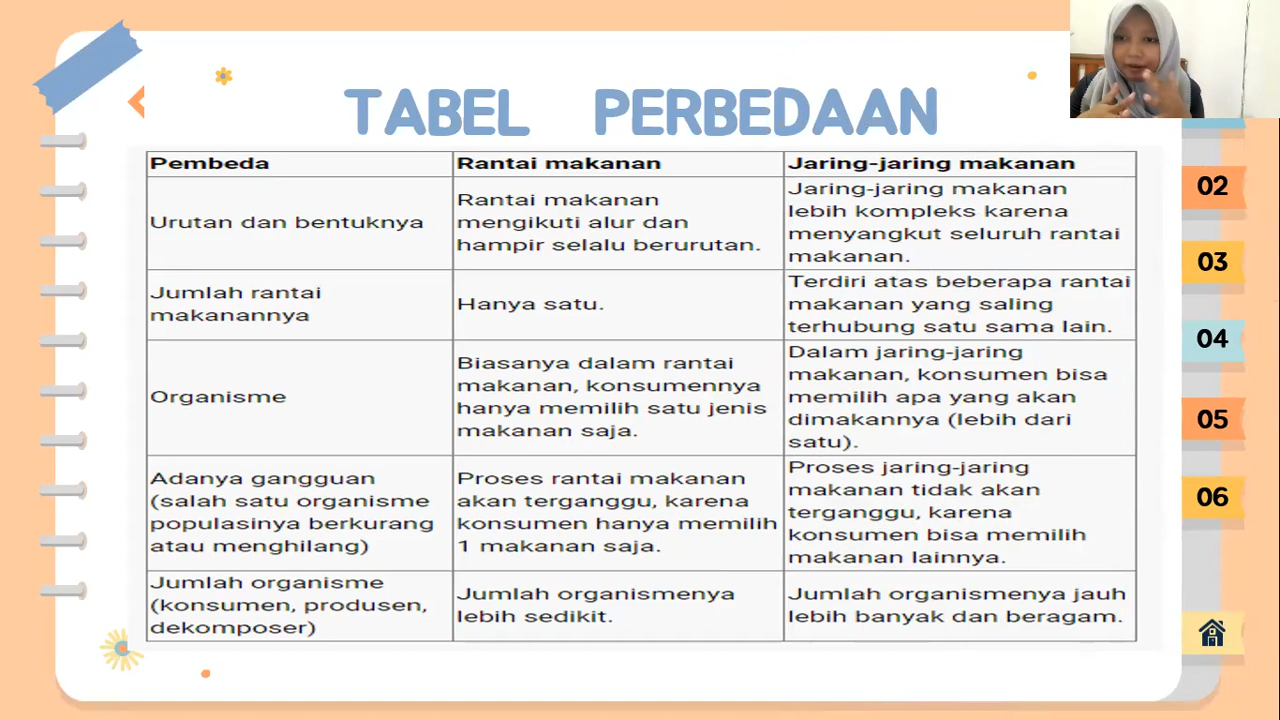 TABEL PERBEDAAN
Pembeda
Rantai makanan
Jaring-jaring makanan
Urutan dan bentuknya
Rantai makanan
mengikuti alur dan
hampir selalu berurutan.
Jaring-jaring makanan
lebih kompleks karena
menyangkut seluruh rantai
makanan.
Jumlah rantai
makanannya
Hanya satu.
Terdiri atas beberapa rantai
makanan yang saling
terhubung satu sama lain.
Organisme
Biasanya dalam rantai
makanan, konsumennya
hanya memilih satu jenis
makanan saja.
Dalam jaring-jaring
makanan, konsumen bisa
memilih apa yang akan
dimakannya (lebih dari
satu).
Adanya gangguan
(salah satu organisme
populasinya berkurang
atau menghilang)
Proses rantai makanan
akan terganggu, karena
konsumen hanya memilih
1 makanan saja.
Proses jaring-jaring
makanan tidak akan
terganggu, karena
konsumen bisa memilih
makanan lainnya.
Jumlah organisme
(konsumen, produsen,
dekomposer)
Jumlah organismenya
lebih sedikit.
Jumlah organismenya jauh
lebih banyak dan beragam.
02
03
04
05
06